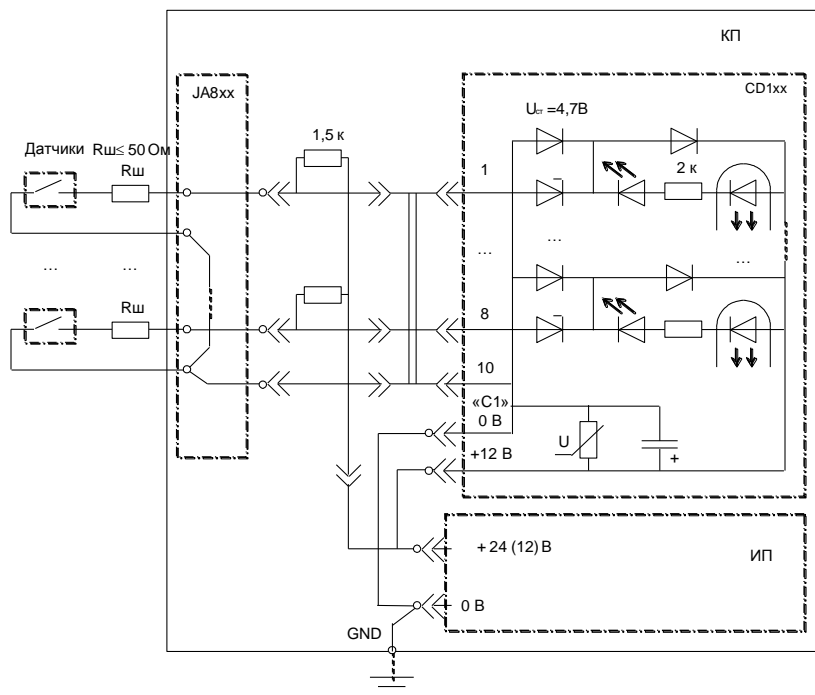 КП
JA8xx
CD1xx
Uст =4,7В
1,5 к
Датчики Rш≤ 50 Ом
Rш
1
2 к
...
...
...
...
...
Rш
8
10
«С1»
0 В
U
+12 В
+
+ 24 (12) В
ИП
0 В
GND